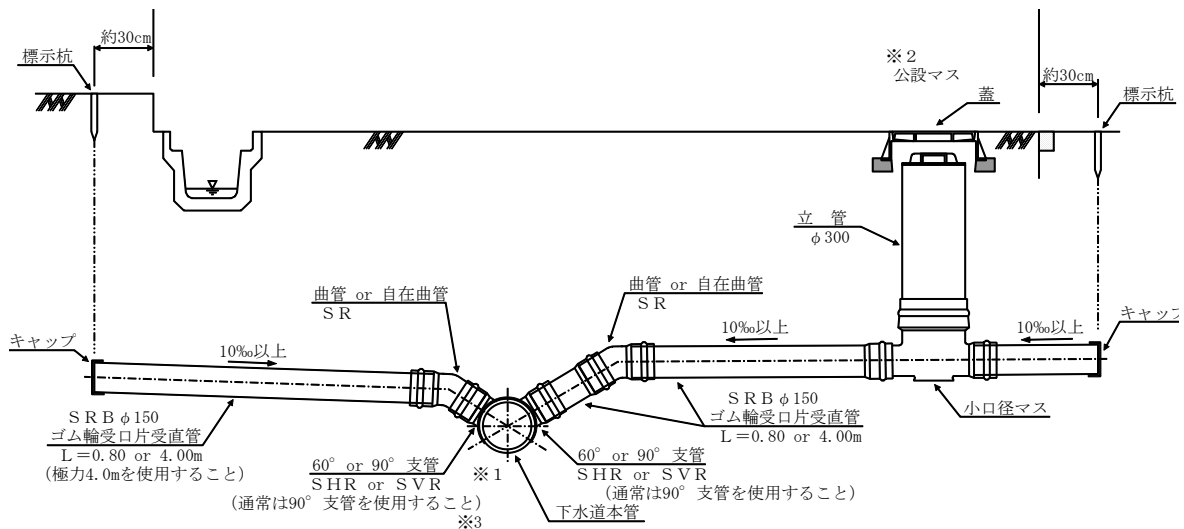 約30cm
標示杭
※2
公設マス
蓋
約30cm
標示杭
立 管
φ300
曲管 or 自在曲管
SR
曲管 or 自在曲管
SR
キャップ
10‰以上
10‰以上
10‰以上
キャップ
SRBφ150
ゴム輪受口片受直管
L=0.80 or 4.00m
(極力4.0mを使用すること)
SRBφ150
ゴム輪受口片受直管
L=0.80 or 4.00m
小口径マス
60° or 90° 支管
SHR or SVR
(通常は90° 支管を使用すること)
※3
※1
60° or 90° 支管
SHR or SVR
(通常は90° 支管を使用すること)
下水道本管